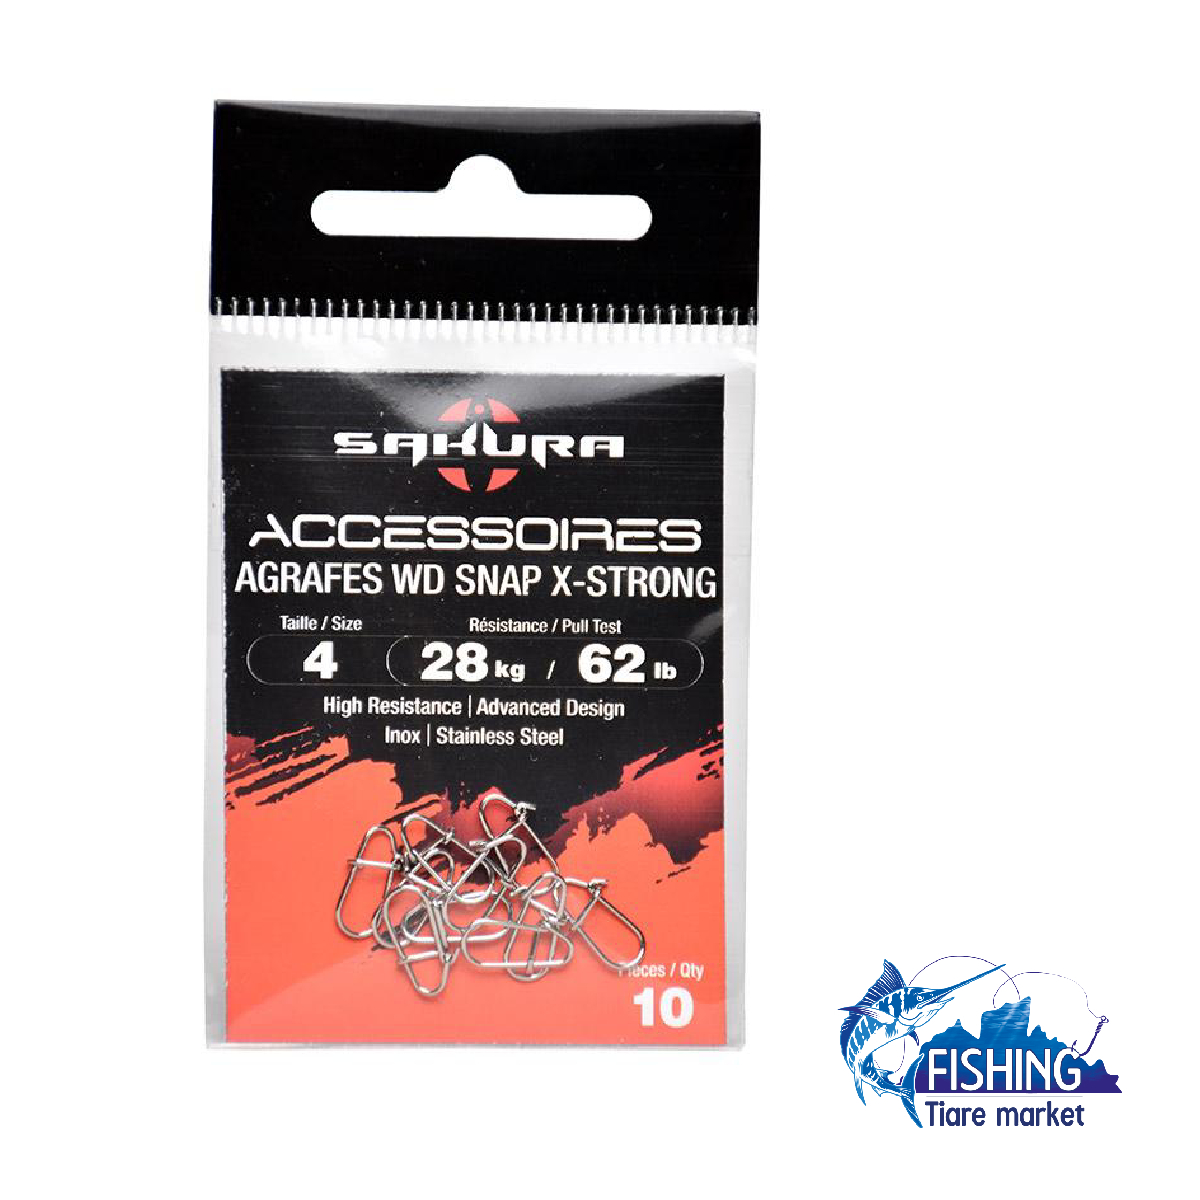 SAKURA
ACCESSOIRES
AGRAFES WD SNAP X-STRONG
Taille / Size
Résistance / Pull Test
4
28 kg / 62 lb
High Resistance | Advanced Design
Inox | Stainless Steel
Pieces / Qty
10
FISHING
Tiare market